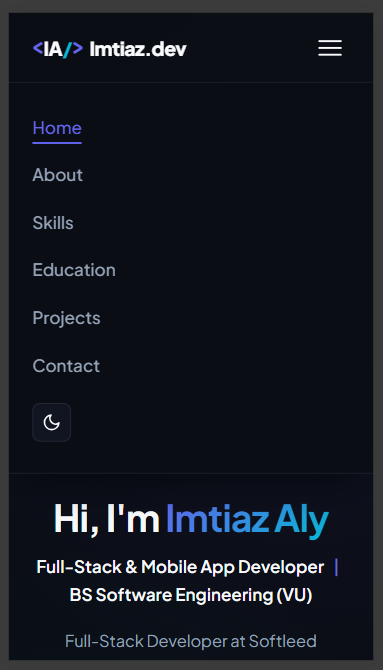 <IA/> Imtiaz.dev
Home
About
Skills
Education
Projects
Contact
Hi, I'm Imtiaz Aly
Full-Stack & Mobile App Developer |
BS Software Engineering (VU)
Full-Stack Developer at Softleed